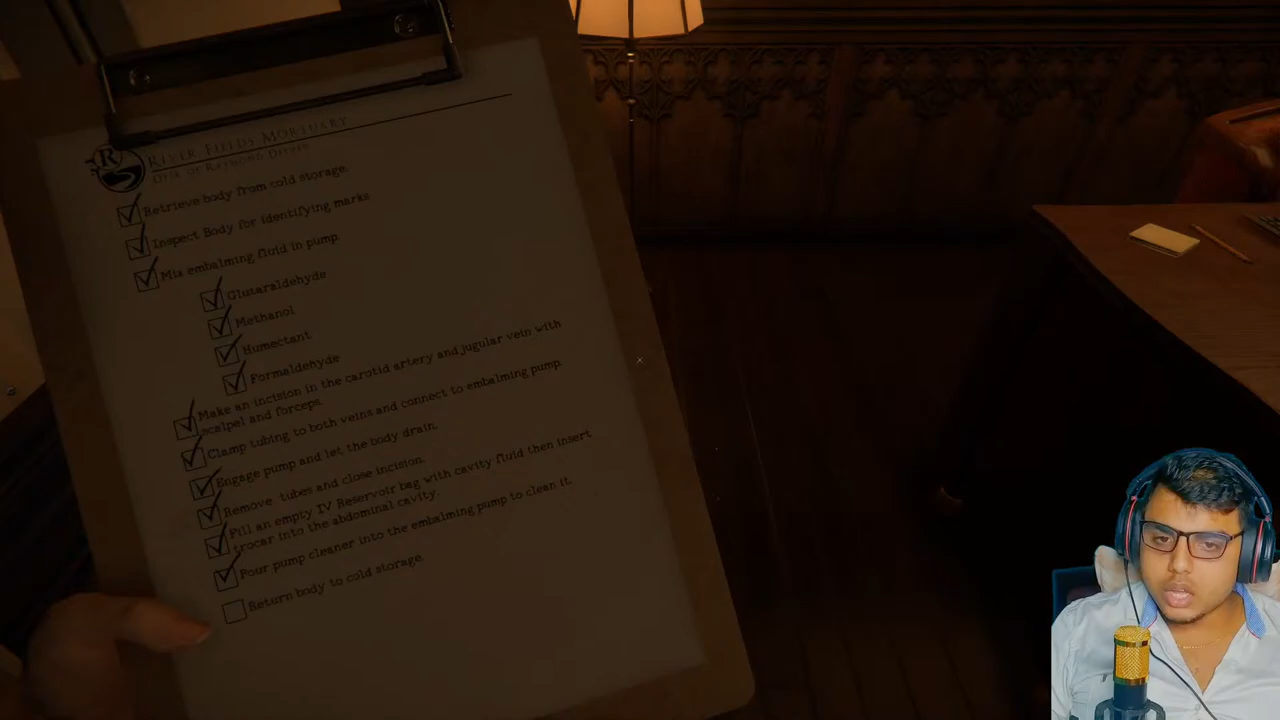 RIVER FIELDS MORTUARY
Retrieve body from cold storage.
Inspect Body for identifying marks
Mix embalming fluid in pump.
Glutaraldehyde
Methanol
Humectant
Formaldehyde
Make an incision in the carotid artery and jugular vein with
scalpel and forceps.
Clamp tubing to both veins and connect to embalming pump.
Engage pump and let the body drain.
Remove tubes and close incision.
Fill an empty IV Reservoir bag with cavity fluid then insert
trocar into the abdominal cavity.
Pour pump cleaner into the embalming pump to clean it.
Return body to cold storage.